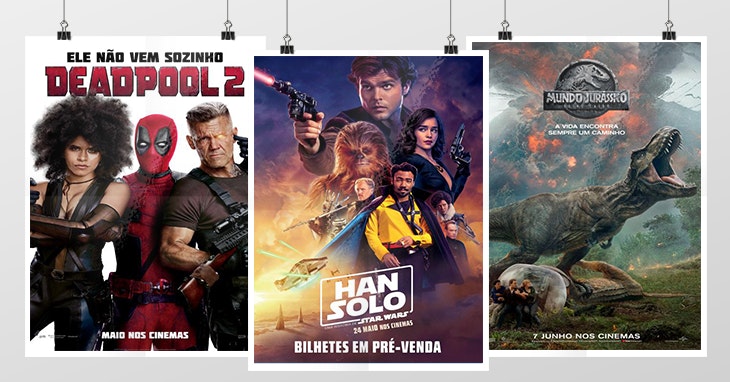 ELE NÃO VEM SOZINHO
DEADPOOL 2
MAIO NOS CINEMAS
HAN
SOLO
STAR WARS
24 MAIO NOS CINEMAS
BILHETES EM PRÉ-VENDA
MUNDO JURÁSSICO
A VIDA ENCONTRA
SEMPRE UM CAMINHO
7 JUNHO NOS CINEMAS